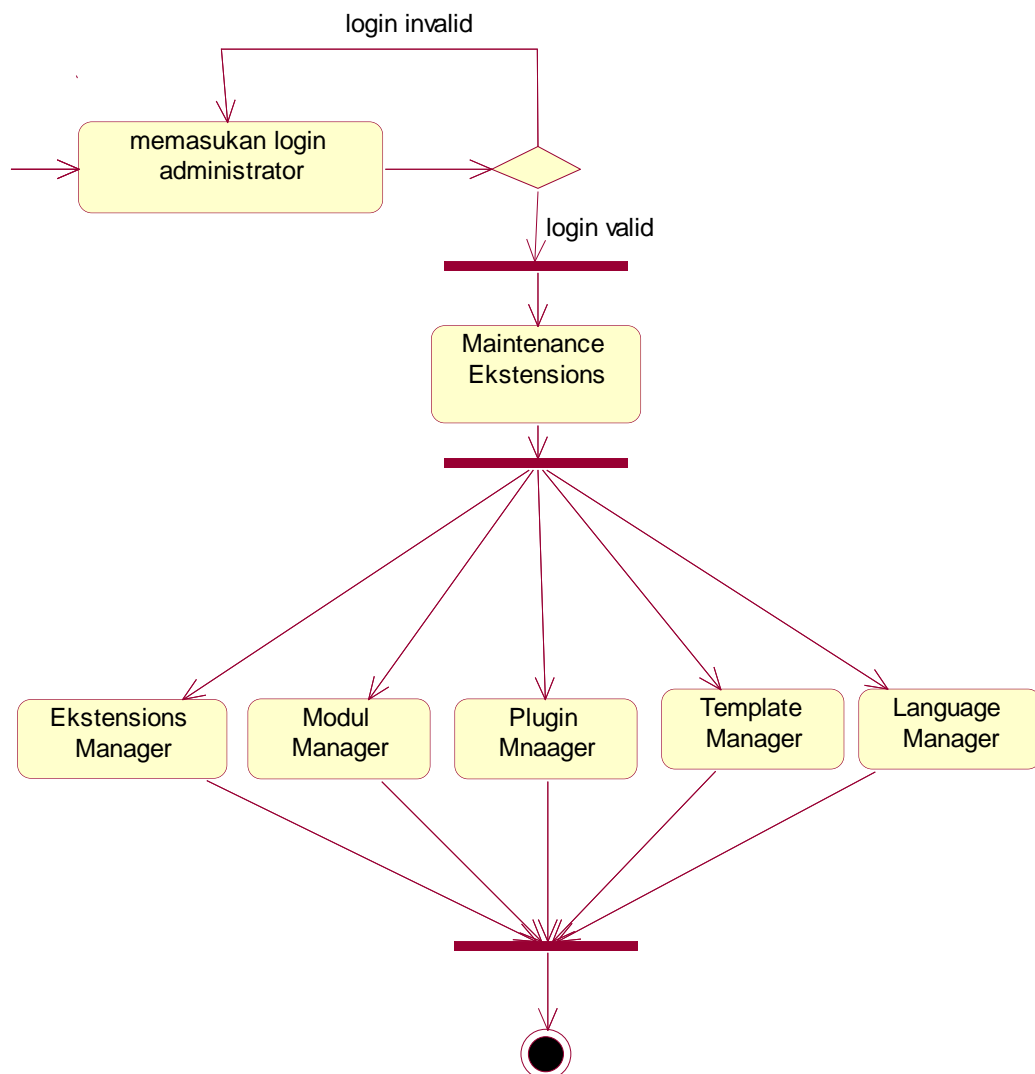 login invalid
memasukan login
administrator
login valid
Maintenance
Ekstensions
Ekstensions
Manager
Modul
Manager
Plugin
Mnaager
Template
Manager
Language
Manager